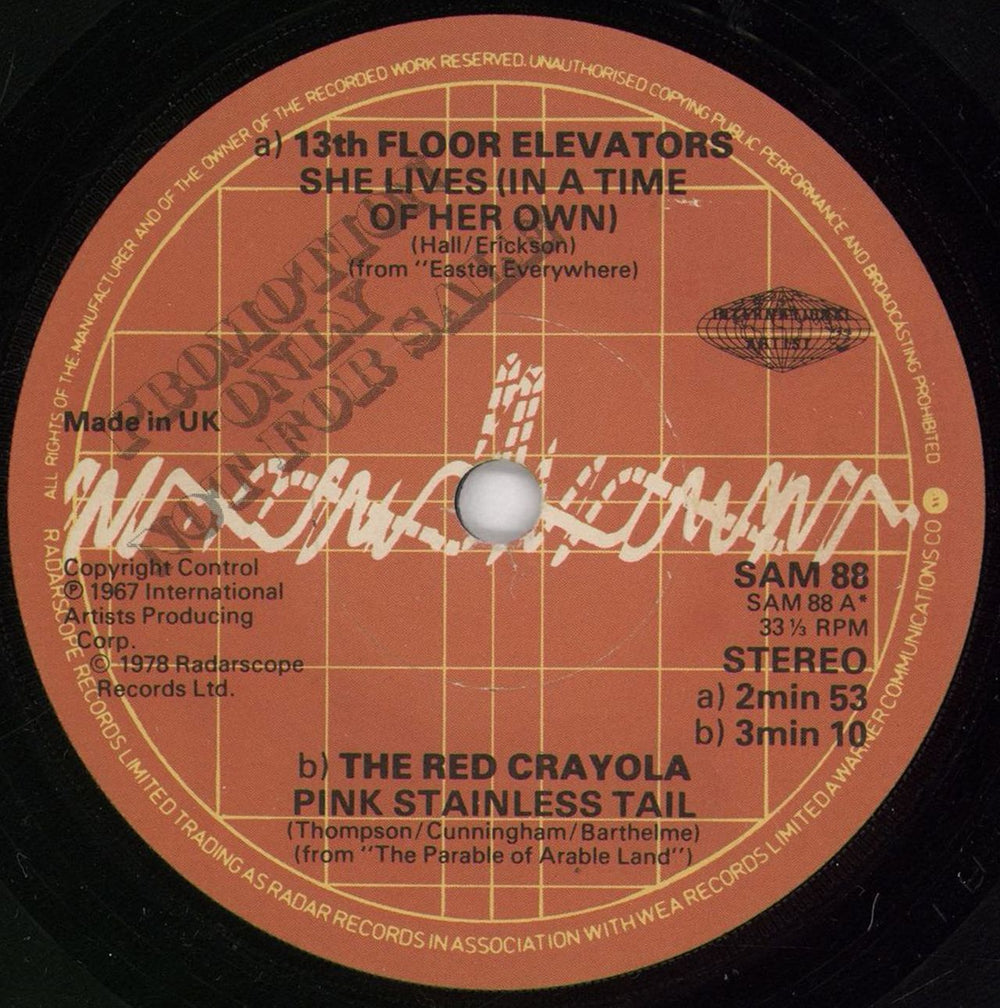 ALL RIGHTS OF THE MANUFACTURER AND OF THE OWNER OF THE RECORDED WORK RESERVED. UNAUTHORISED COPYING PUBLIC PERFORMANCE AND BROADCASTING PROHIBITED
a) 13th FLOOR ELEVATORS
SHE LIVES (IN A TIME
OF HER OWN)
(Hall/Erickson)
(from "Easter Everywhere)
PROMOTION
ONLY
NOT FOR SALE
INTERNATIONAL
ARTIST
Made in UK
Copyright Control
℗ 1967 International
Artists Producing
Corp.
© 1978 Radarscope
Records Ltd.
SAM 88
SAM 88 A*
33 ⅓ RPM
STEREO
a) 2min 53
b) 3min 10
b) THE RED CRAYOLA
PINK STAINLESS TAIL
(Thompson/Cunningham/Barthelme)
(from "The Parable of Arable Land")
RADARSCOPE RECORDS LIMITED TRADING AS RADAR RECORDS IN ASSOCIATION WITH WEA RECORDS LIMITED A WARNER COMMUNICATIONS CO